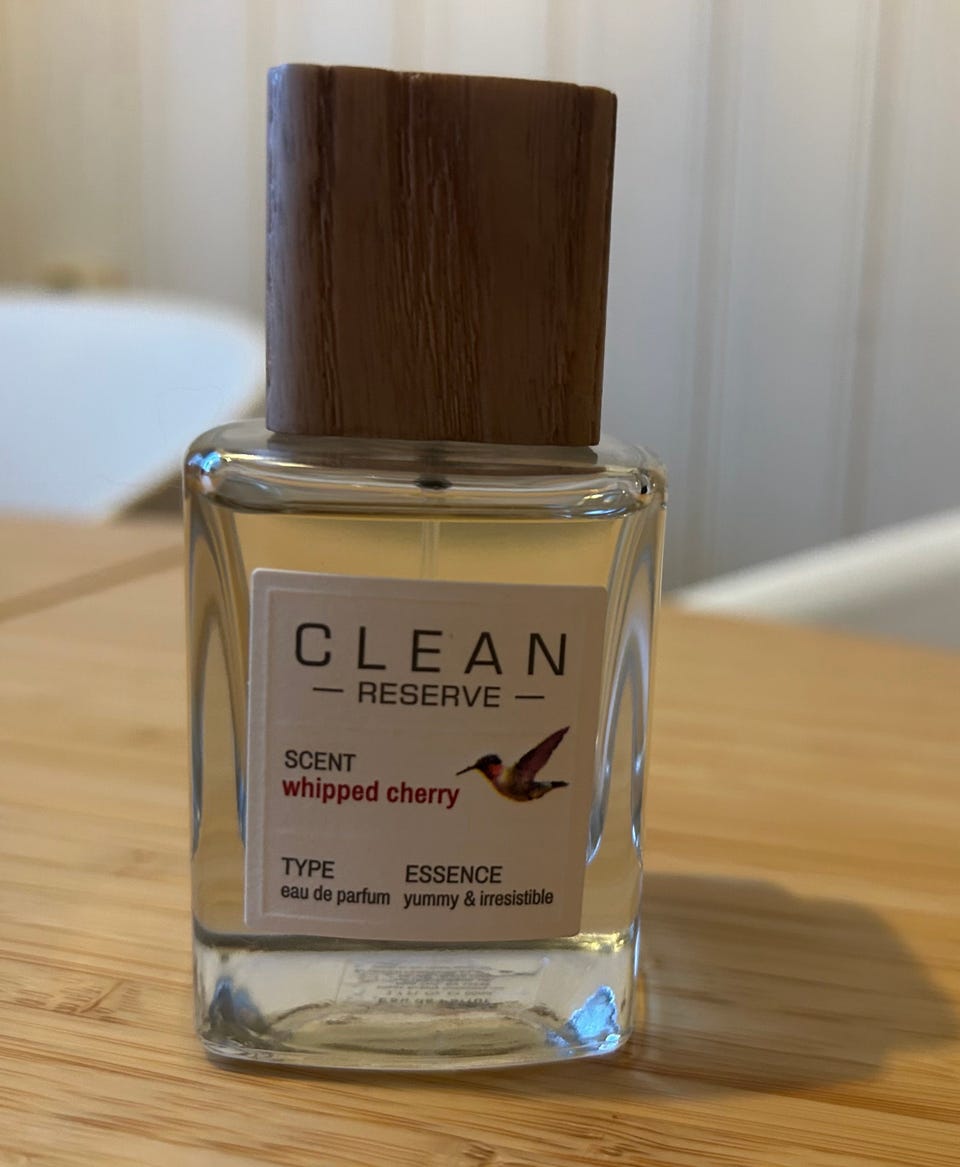 CLEAN
— RESERVE —
SCENT
whipped cherry
TYPE ESSENCE
eau de parfum yummy & irresistible